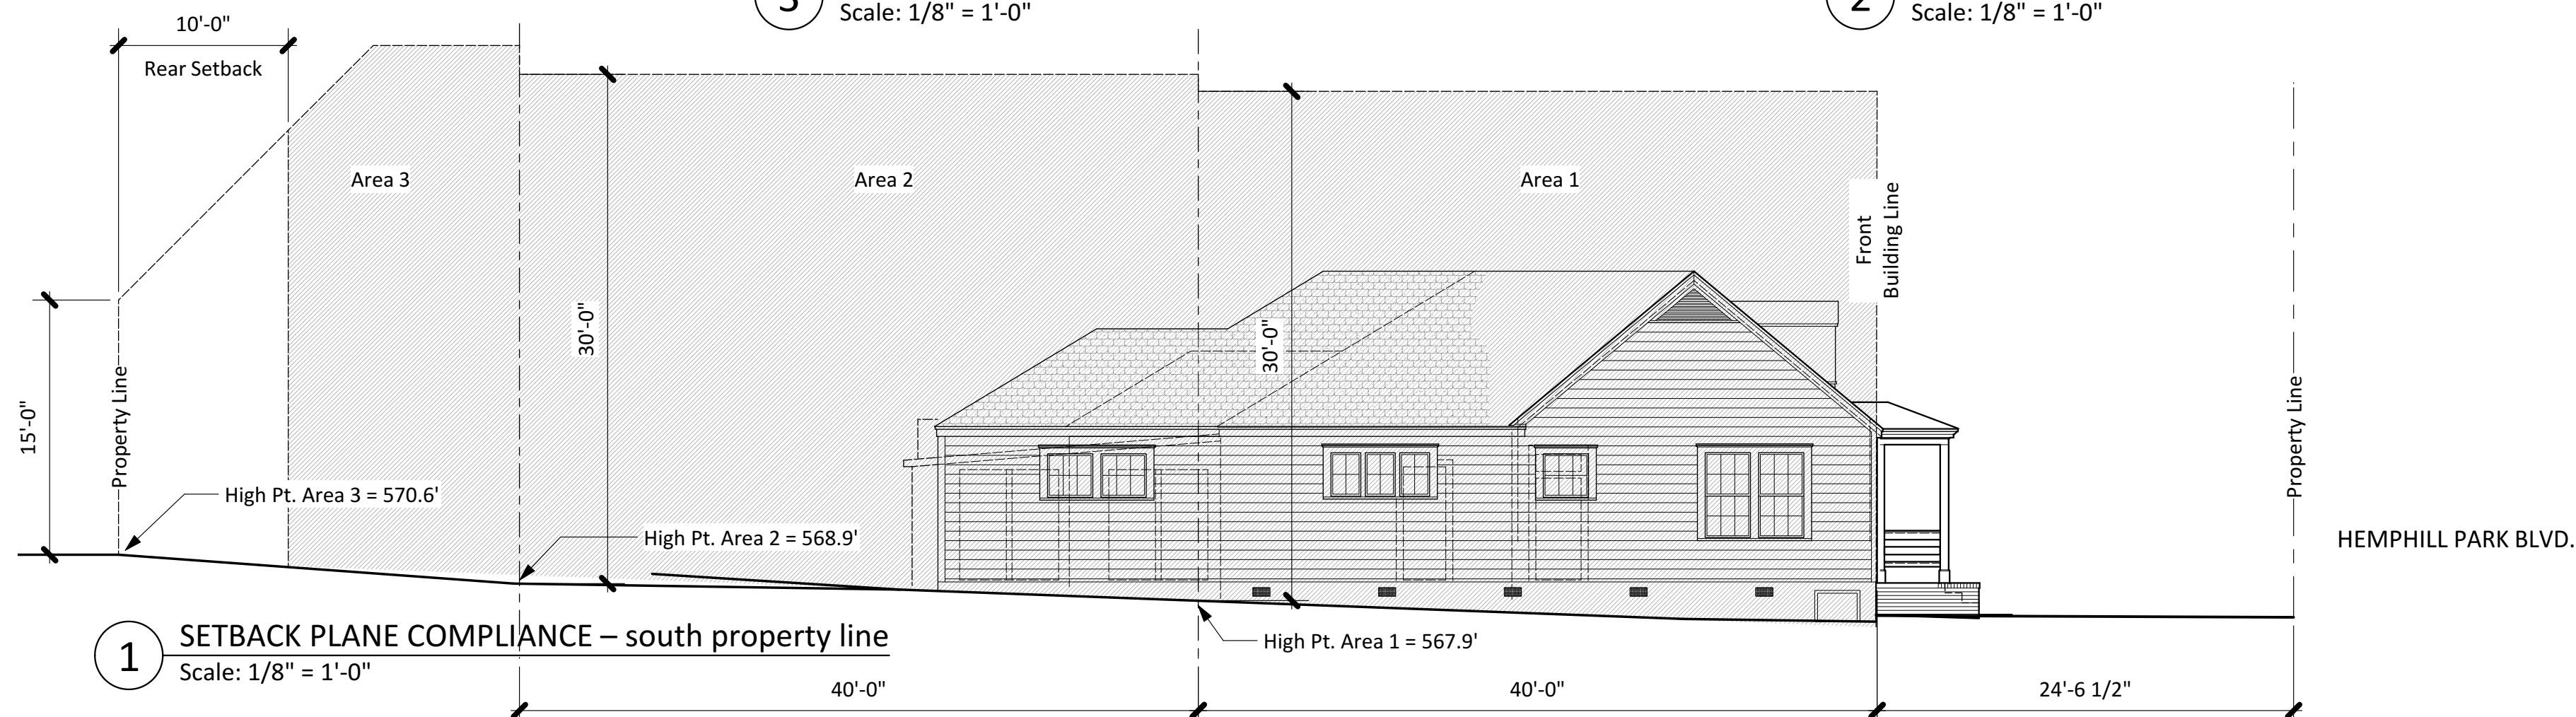 3
Scale: 1/8" = 1'-0"
2
Scale: 1/8" = 1'-0"
10'-0"
Rear Setback
Area 3
Area 2
Area 1
Front
Building Line
30'-0"
30'-0"
15'-0"
Property Line
Property Line
High Pt. Area 3 = 570.6'
High Pt. Area 2 = 568.9'
HEMPHILL PARK BLVD.
High Pt. Area 1 = 567.9'
1
SETBACK PLANE COMPLIANCE – south property line
Scale: 1/8" = 1'-0"
40'-0"
40'-0"
24'-6 1/2"